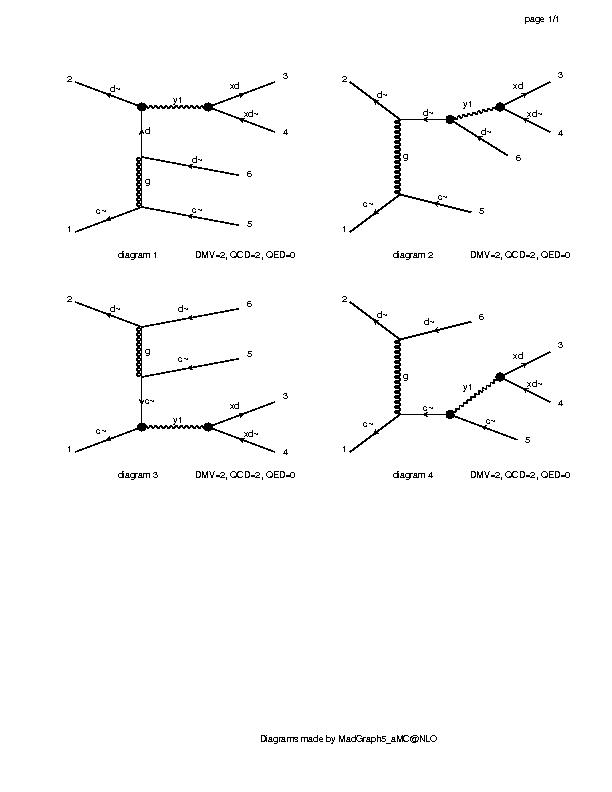 page 1/1
2 d~ y1 xd 3
xd~ 4
d
d~ 6
g
c~ c~ 5
1
diagram 1 DMV=2, QCD=2, QED=0
2 d~ d~ y1 xd 3
xd~ 4
d~ 6
g
c~ c~ 5
1
diagram 2 DMV=2, QCD=2, QED=0
2 d~ d~ 6
g
c~ 5
c~
c~ y1 xd 3
xd~ 4
1
diagram 3 DMV=2, QCD=2, QED=0
2 d~ d~ 6
g
y1 xd 3
xd~ 4
c~ c~ c~ 5
1
diagram 4 DMV=2, QCD=2, QED=0
Diagrams made by MadGraph5_aMC@NLO